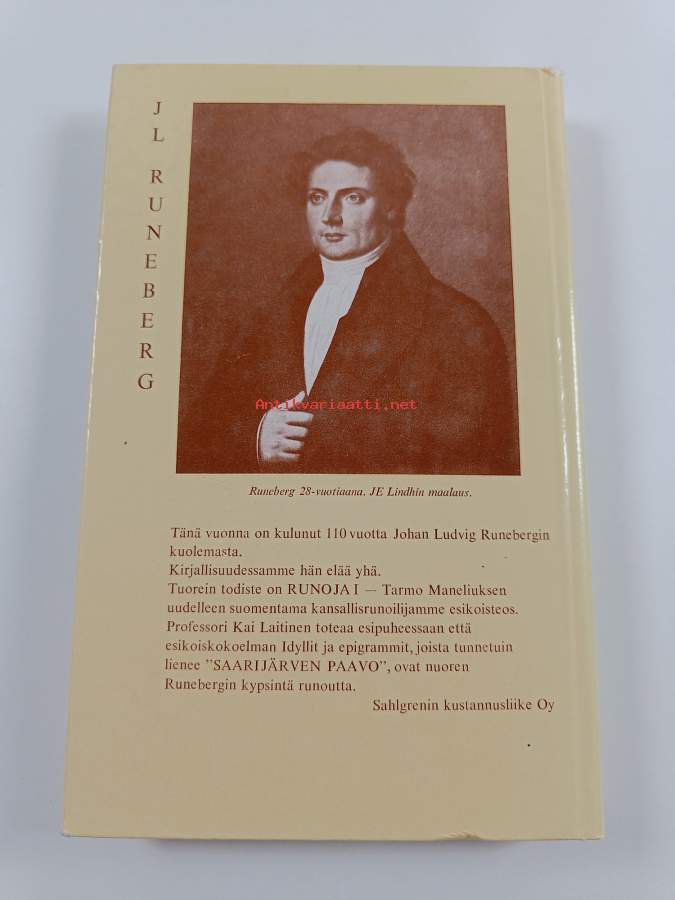 JL RUNEBERG
Antikvariaatti.net
Runeberg 28-vuotiaana. JE Lindhin maalaus.
Tänä vuonna on kulunut 110 vuotta Johan Ludvig Runebergin
kuolemasta.
Kirjallisuudessamme hän elää yhä.
Tuorein todiste on RUNOJA I — Tarmo Maneliuksen
uudelleen suomentama kansallisrunoilijamme esikoisteos.
Professori Kai Laitinen toteaa esipuheessaan että
esikoiskokoelman Idyllit ja epigrammit, joista tunnetuin
lienee ”SAARIJÄRVEN PAAVO”, ovat nuoren
Runebergin kypsintä runoutta.
Sahlgrenin kustannusliike Oy